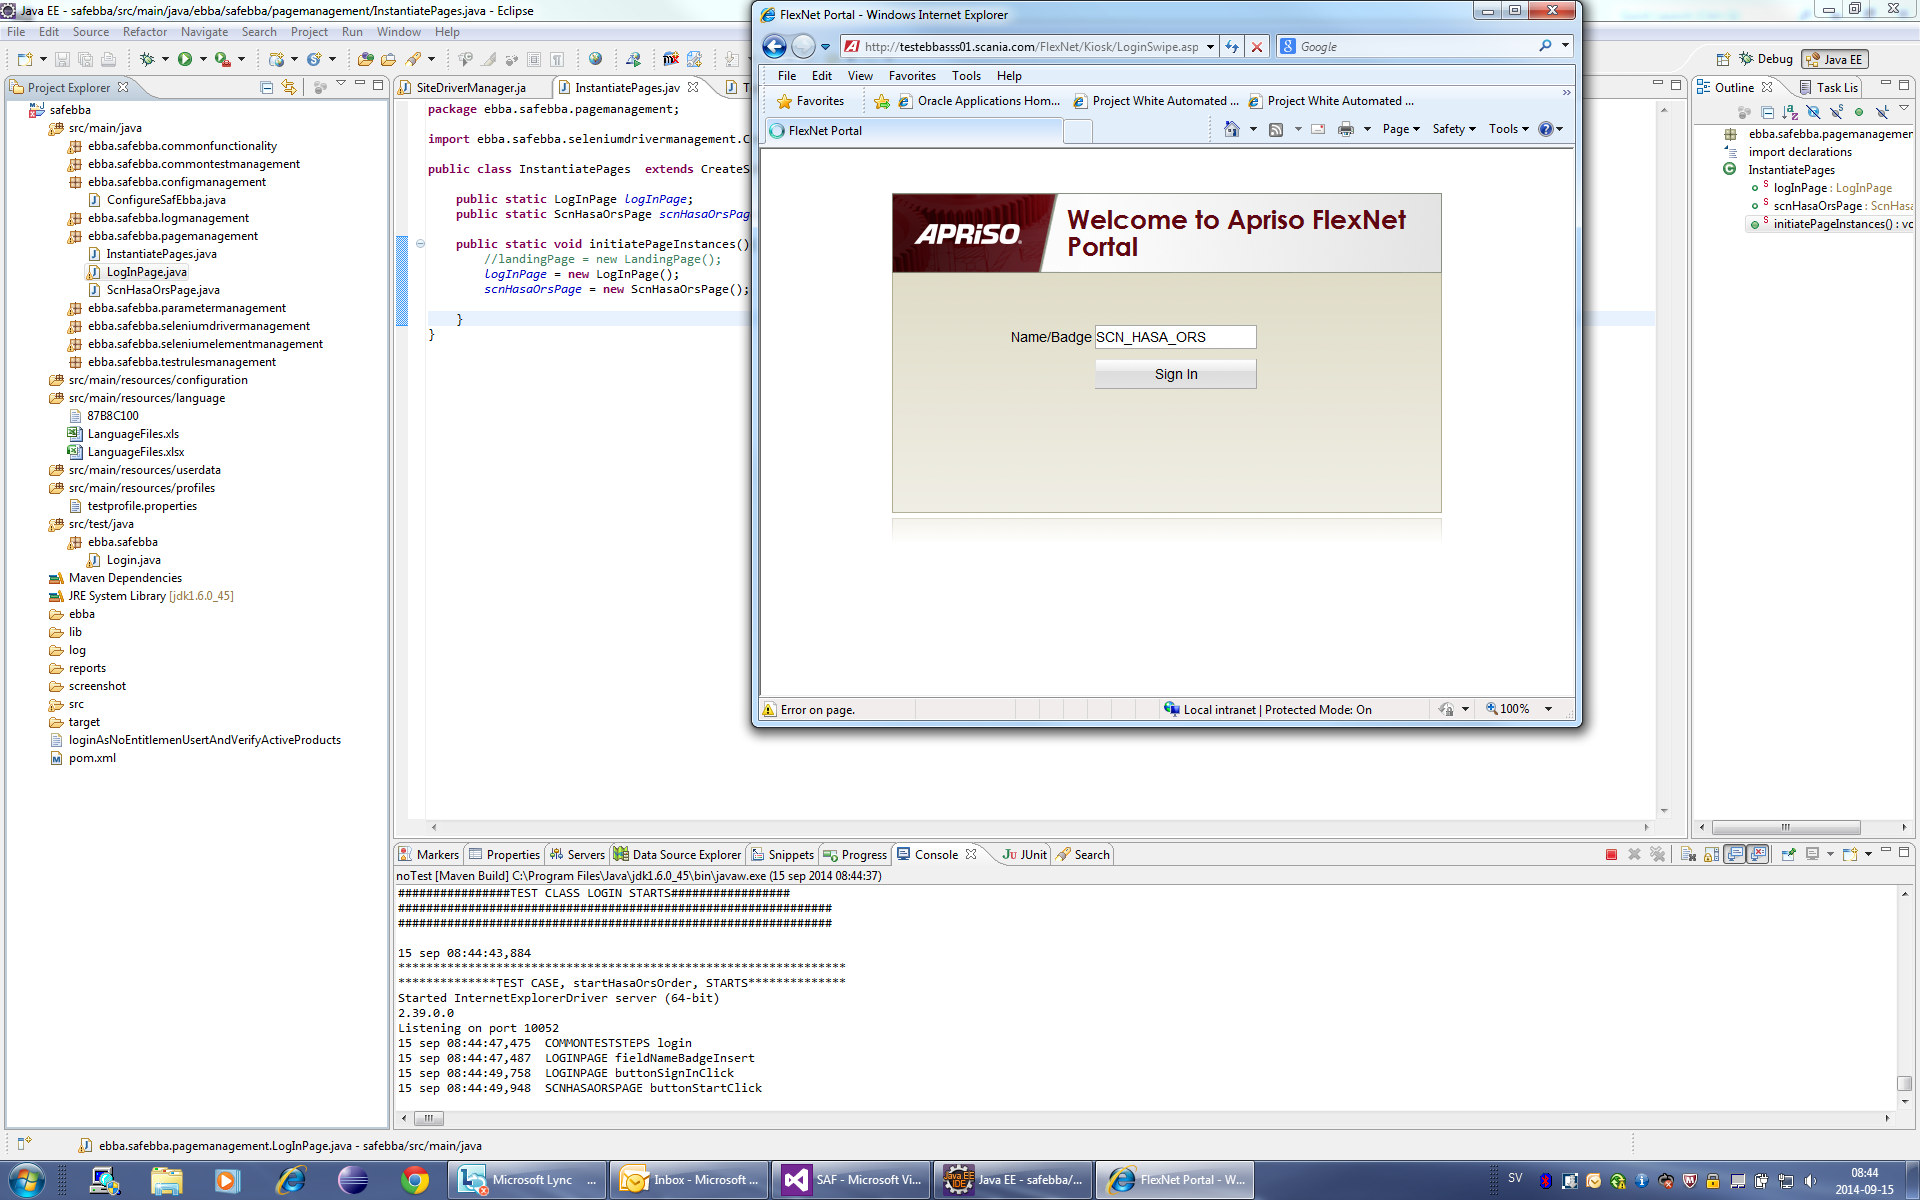 Java EE - safebba/src/main/java/ebba/safebba/pagemanagement/InstantiatePages.java - Eclipse
File Edit Source Refactor Navigate Search Project Run Window Help
Debug
Java EE
Project Explorer
safebba
src/main/java
ebba.safebba.commonfunctionality
ebba.safebba.commontestmanagement
ebba.safebba.configmanagement
ConfigureSafEbba.java
ebba.safebba.logmanagement
ebba.safebba.pagemanagement
InstantiatePages.java
LogInPage.java
ScnHasaOrsPage.java
ebba.safebba.parametermanagement
ebba.safebba.seleniumdrivermanagement
ebba.safebba.seleniumelementmanagement
ebba.safebba.testrulesmanagement
src/main/resources/configuration
src/main/resources/language
87B8C100
LanguageFiles.xls
LanguageFiles.xlsx
src/main/resources/userdata
src/main/resources/profiles
testprofile.properties
src/test/java
ebba.safebba
Login.java
Maven Dependencies
JRE System Library [jdk1.6.0_45]
ebba
lib
log
reports
screenshot
src
target
loginAsNoEntitlemenUsertAndVerifyActiveProducts
pom.xml
SiteDriverManager.ja
InstantiatePages.jav
package ebba.safebba.pagemanagement;
import ebba.safebba.seleniumdrivermanagement.C
public class InstantiatePages extends CreateS
public static LogInPage logInPage;
public static ScnHasaOrsPage scnHasaOrsPag
public static void initiatePageInstances()
//landingPage = new LandingPage();
logInPage = new LogInPage();
scnHasaOrsPage = new ScnHasaOrsPage();
}
}
FlexNet Portal - Windows Internet Explorer
http://testebbasss01.scania.com/FlexNet/Kiosk/LoginSwipe.asp
Google
File Edit View Favorites Tools Help
Favorites
Oracle Applications Hom...
Project White Automated ...
Project White Automated ...
FlexNet Portal
Page Safety Tools
APRISO
Welcome to Apriso FlexNet
Portal
Name/Badge SCN_HASA_ORS
Sign In
Error on page.
Local intranet | Protected Mode: On
100%
Outline
Task Lis
ebba.safebba.pagemanagemer
import declarations
InstantiatePages
logInPage : LogInPage
scnHasaOrsPage : ScnHasa
initiatePageInstances() : vc
Markers Properties Servers Data Source Explorer Snippets Progress Console JUnit Search
noTest [Maven Build] C:\Program Files\Java\jdk1.6.0_45\bin\javaw.exe (15 sep 2014 08:44:37)
################TEST CLASS LOGIN STARTS#################
##############################################################
##############################################################
15 sep 08:44:43,884
****************************************************************
**************TEST CASE, startHasaOrsOrder, STARTS**************
Started InternetExplorerDriver server (64-bit)
2.39.0.0
Listening on port 10052
15 sep 08:44:47,475 COMMONTESTSTEPS login
15 sep 08:44:47,487 LOGINPAGE fieldNameBadgeInsert
15 sep 08:44:49,758 LOGINPAGE buttonSignInClick
15 sep 08:44:49,948 SCNHASAORSPAGE buttonStartClick
ebba.safebba.pagemanagement.LogInPage.java - safebba/src/main/java
Microsoft Lync ...
Inbox - Microsoft ...
SAF - Microsoft Vi...
Java EE - safebba/...
FlexNet Portal - W...
SV
08:44
2014-09-15